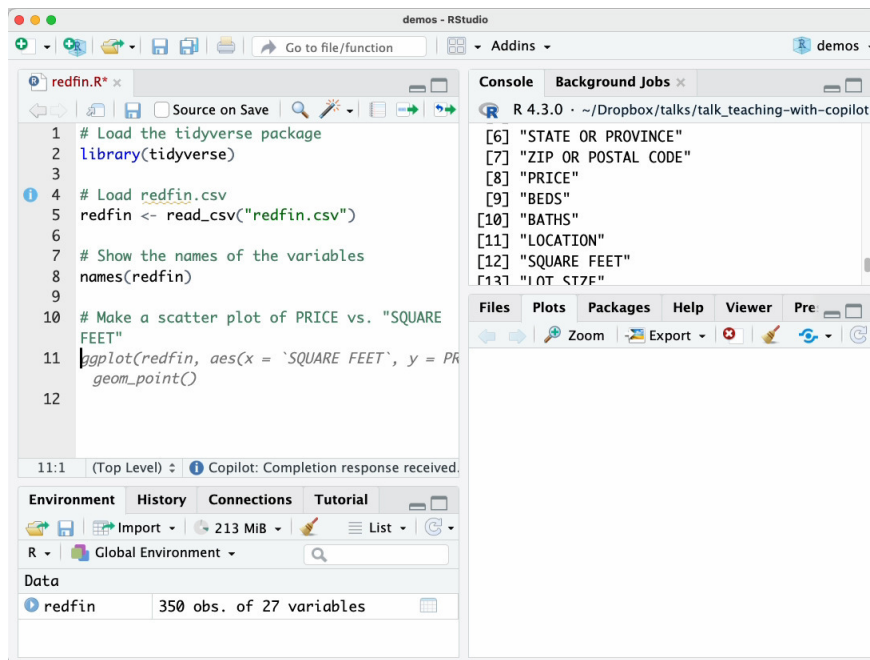 demos - RStudio
Go to file/function
Addins
demos
redfin.R*
Source on Save
1 # Load the tidyverse package
2 library(tidyverse)
3
4 # Load redfin.csv
5 redfin <- read_csv("redfin.csv")
6
7 # Show the names of the variables
8 names(redfin)
9
10 # Make a scatter plot of PRICE vs. "SQUARE
FEET"
11 ggplot(redfin, aes(x = `SQUARE FEET`, y = PR
geom_point()
12
11:1 (Top Level) Copilot: Completion response received.
Environment History Connections Tutorial
Import 213 MiB List
R Global Environment
Data
redfin 350 obs. of 27 variables
Console Background Jobs
R 4.3.0 · ~/Dropbox/talks/talk_teaching-with-copilot
[6] "STATE OR PROVINCE"
[7] "ZIP OR POSTAL CODE"
[8] "PRICE"
[9] "BEDS"
[10] "BATHS"
[11] "LOCATION"
[12] "SQUARE FEET"
[13] "LOT SIZE"
Files Plots Packages Help Viewer Pre
Zoom Export